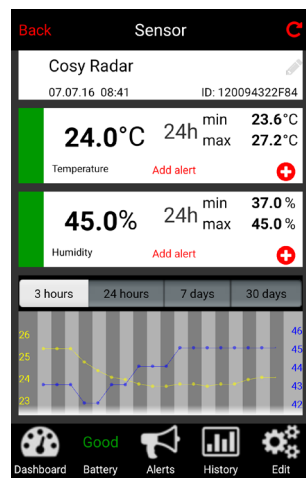 Back Sensor
Cosy Radar
07.07.16 08:41 ID: 120094322F84
24.0°C 24h min 23.6°C
max 27.2°C
Temperature Add alert
45.0% 24h min 37.0 %
max 45.0 %
Humidity Add alert
3 hours 24 hours 7 days 30 days
26 46
25 45
24 44
43
23 42
Good
Dashboard Battery Alerts History Edit